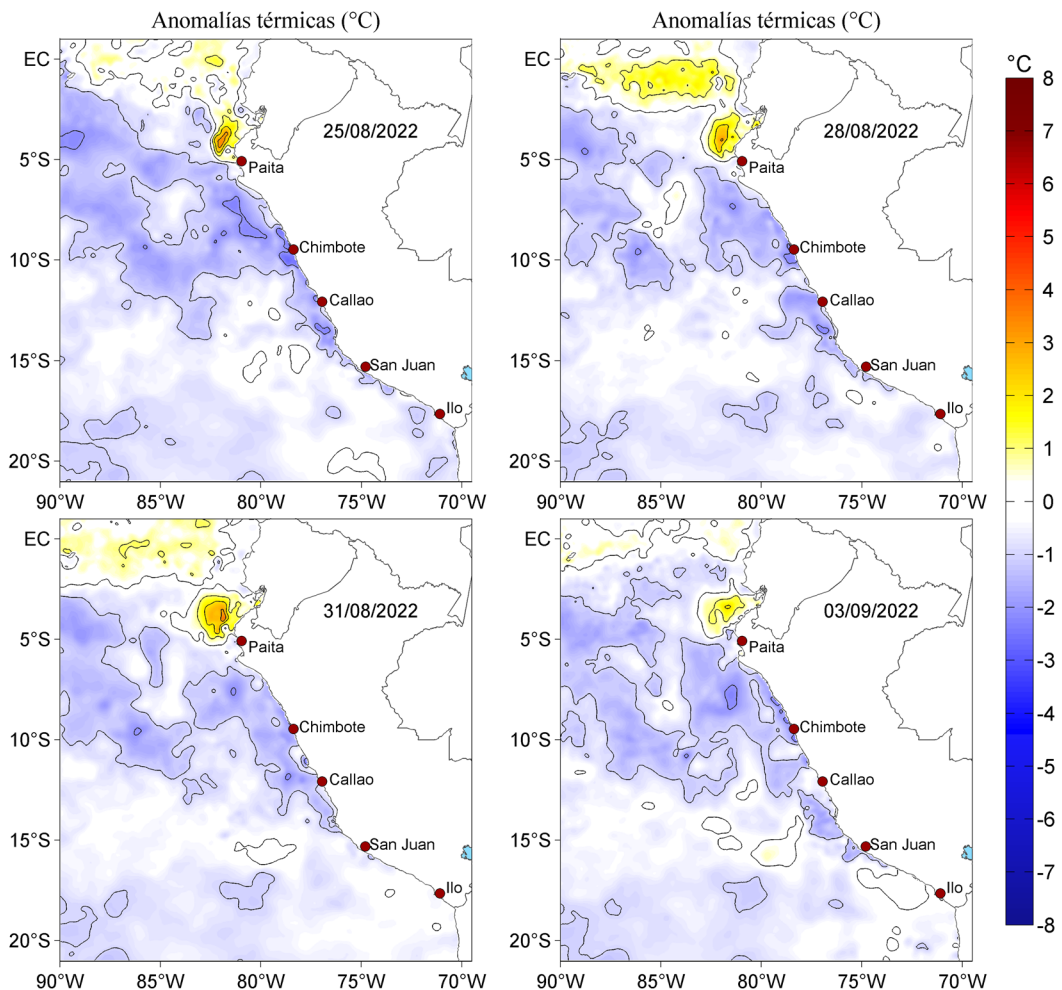 Anomalías térmicas (°C)
Anomalías térmicas (°C)
EC
5°S
10°S
15°S
20°S
90°W
85°W
80°W
75°W
70°W
25/08/2022
Paita
Chimbote
Callao
San Juan
Ilo
EC
5°S
10°S
15°S
20°S
90°W
85°W
80°W
75°W
70°W
28/08/2022
Paita
Chimbote
Callao
San Juan
Ilo
EC
5°S
10°S
15°S
20°S
90°W
85°W
80°W
75°W
70°W
31/08/2022
Paita
Chimbote
Callao
San Juan
Ilo
EC
5°S
10°S
15°S
20°S
90°W
85°W
80°W
75°W
70°W
03/09/2022
Paita
Chimbote
Callao
San Juan
Ilo
°C
8
7
6
5
4
3
2
1
0
-1
-2
-3
-4
-5
-6
-7
-8